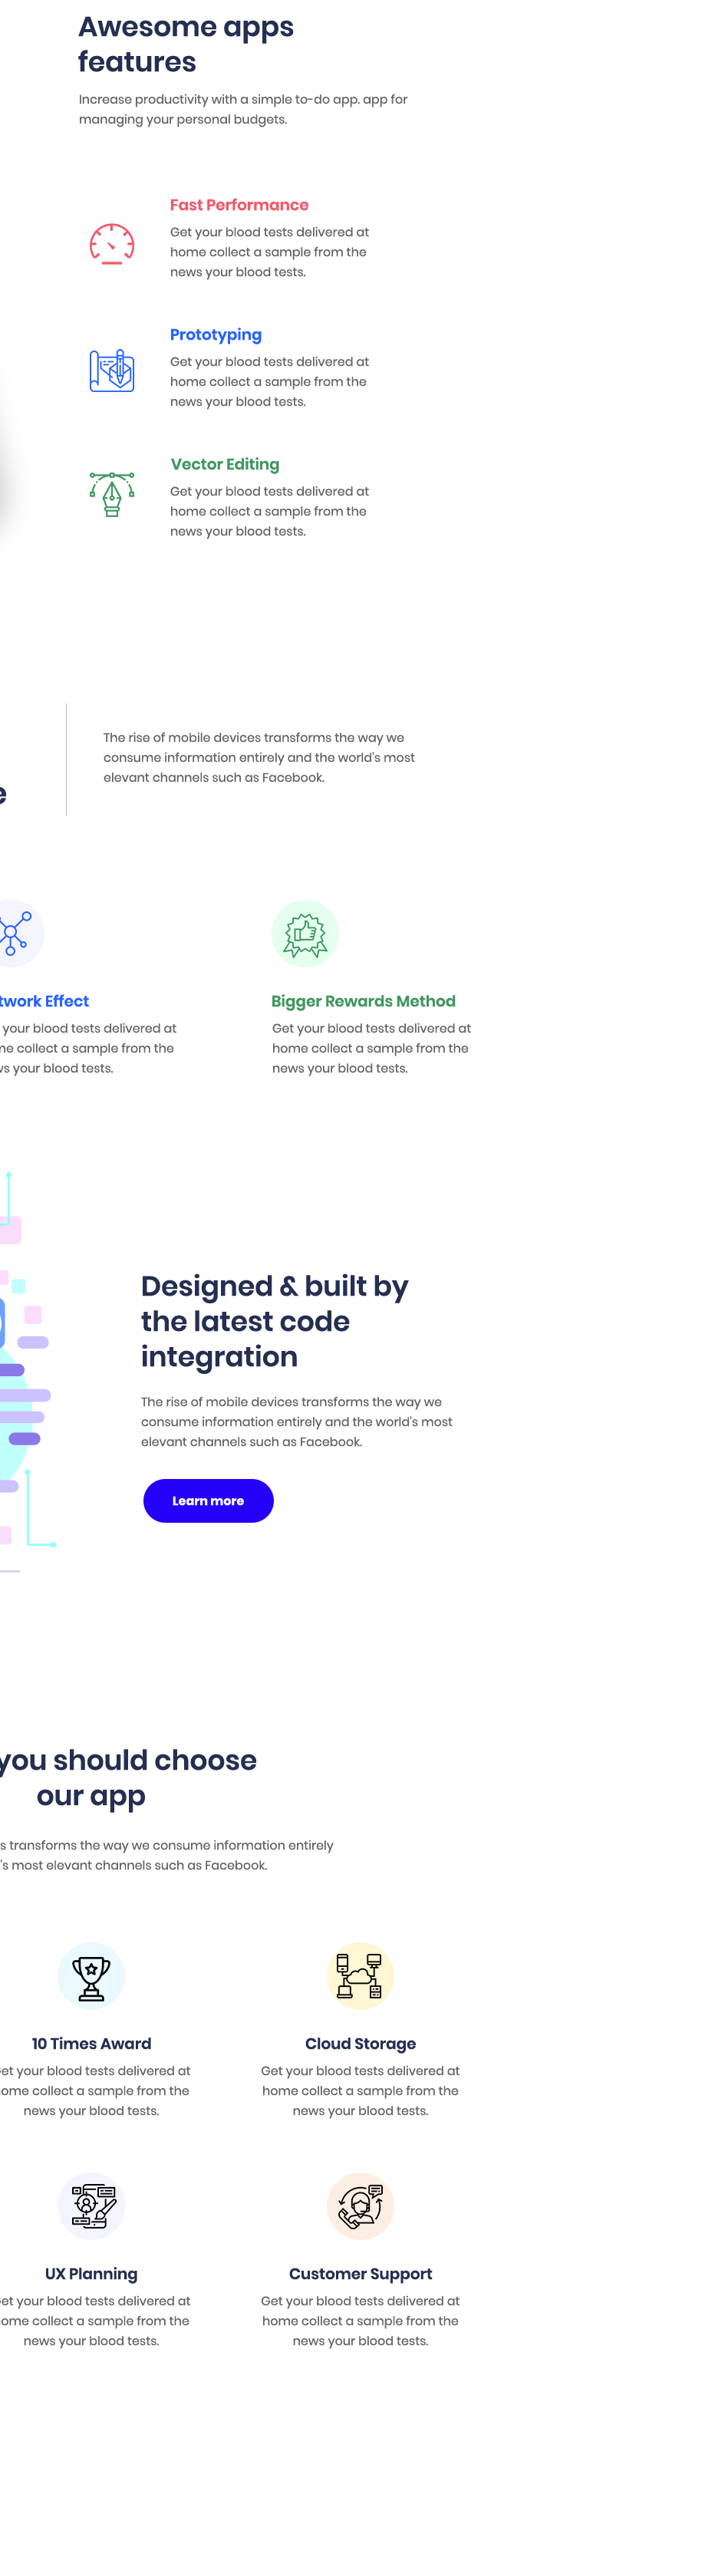 Awesome apps
features
Increase productivity with a simple to-do app. app for
managing your personal budgets.
Fast Performance
Get your blood tests delivered at
home collect a sample from the
news your blood tests.
Prototyping
Get your blood tests delivered at
home collect a sample from the
news your blood tests.
Vector Editing
Get your blood tests delivered at
home collect a sample from the
news your blood tests.
The rise of mobile devices transforms the way we
consume information entirely and the world's most
elevant channels such as Facebook.
Effect
your blood tests delivered at
collect a sample from the
your blood tests.
Bigger Rewards Method
Get your blood tests delivered at
home collect a sample from the
news your blood tests.
Designed & built by
the latest code
integration
The rise of mobile devices transforms the way we
consume information entirely and the world's most
elevant channels such as Facebook.
Learn more
you should choose
our app
transforms the way we consume information entirely
's most elevant channels such as Facebook.
10 Times Award
your blood tests delivered at
collect a sample from the
news your blood tests.
Cloud Storage
Get your blood tests delivered at
home collect a sample from the
news your blood tests.
UX Planning
your blood tests delivered at
collect a sample from the
news your blood tests.
Customer Support
Get your blood tests delivered at
home collect a sample from the
news your blood tests.